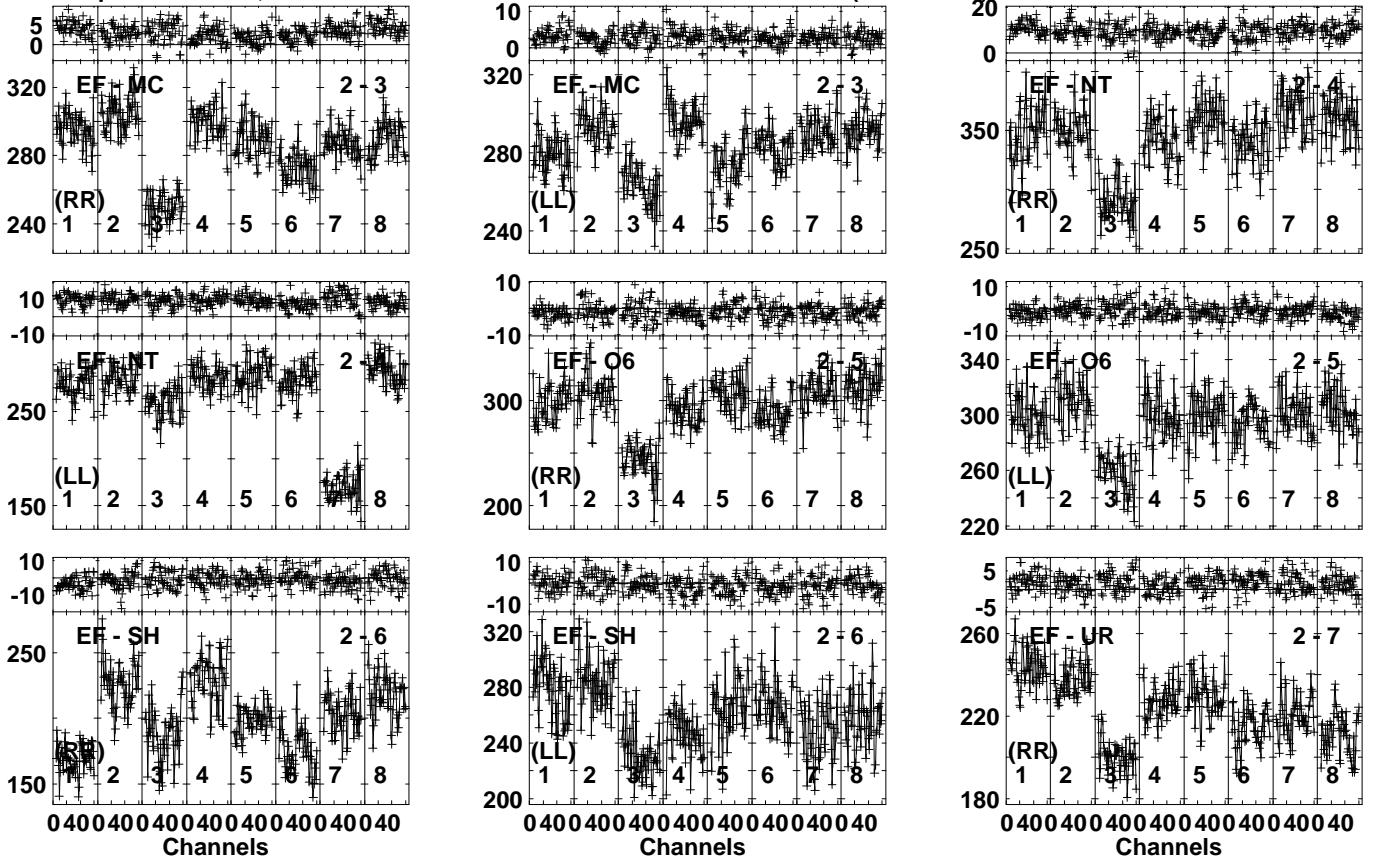 5 10 20
0 0 0
320 EF - MC 2 - 3 320 EF - MC 2 - 3 EF - NT 2 - 4
280 280 350
(RR) (LL) (RR)
240 1 2 3 4 5 6 7 8 240 1 2 3 4 5 6 7 8 1 2 3 4 5 6 7 8
250
10 10 10
-10 -10 -10
EF - NT 2 - 4 EF - O6 2 - 5 340 EF - O6 2 - 5
250 300 300
(LL) (RR) 260 (LL)
150 1 2 3 4 5 6 7 8 200 1 2 3 4 5 6 7 8 220 1 2 3 4 5 6 7 8
10 10 5
-10 -10 -5
250 EF - SH 2 - 6 320 EF - SH 2 - 6 260 EF - UR 2 - 7
280 220
(RR) 240 (LL) (RR)
150 1 2 3 4 5 6 7 8 200 1 2 3 4 5 6 7 8 180 1 2 3 4 5 6 7 8
0 40 0 40 0 40 0 40 0 40 0 40 0 40 0 40 0 40 0 40 0 40 0 40 0 40 0 40 0 40 0 40 0 40 0 40 0 40 0 40 0 40 0 40 0 40 0 40
Channels Channels Channels